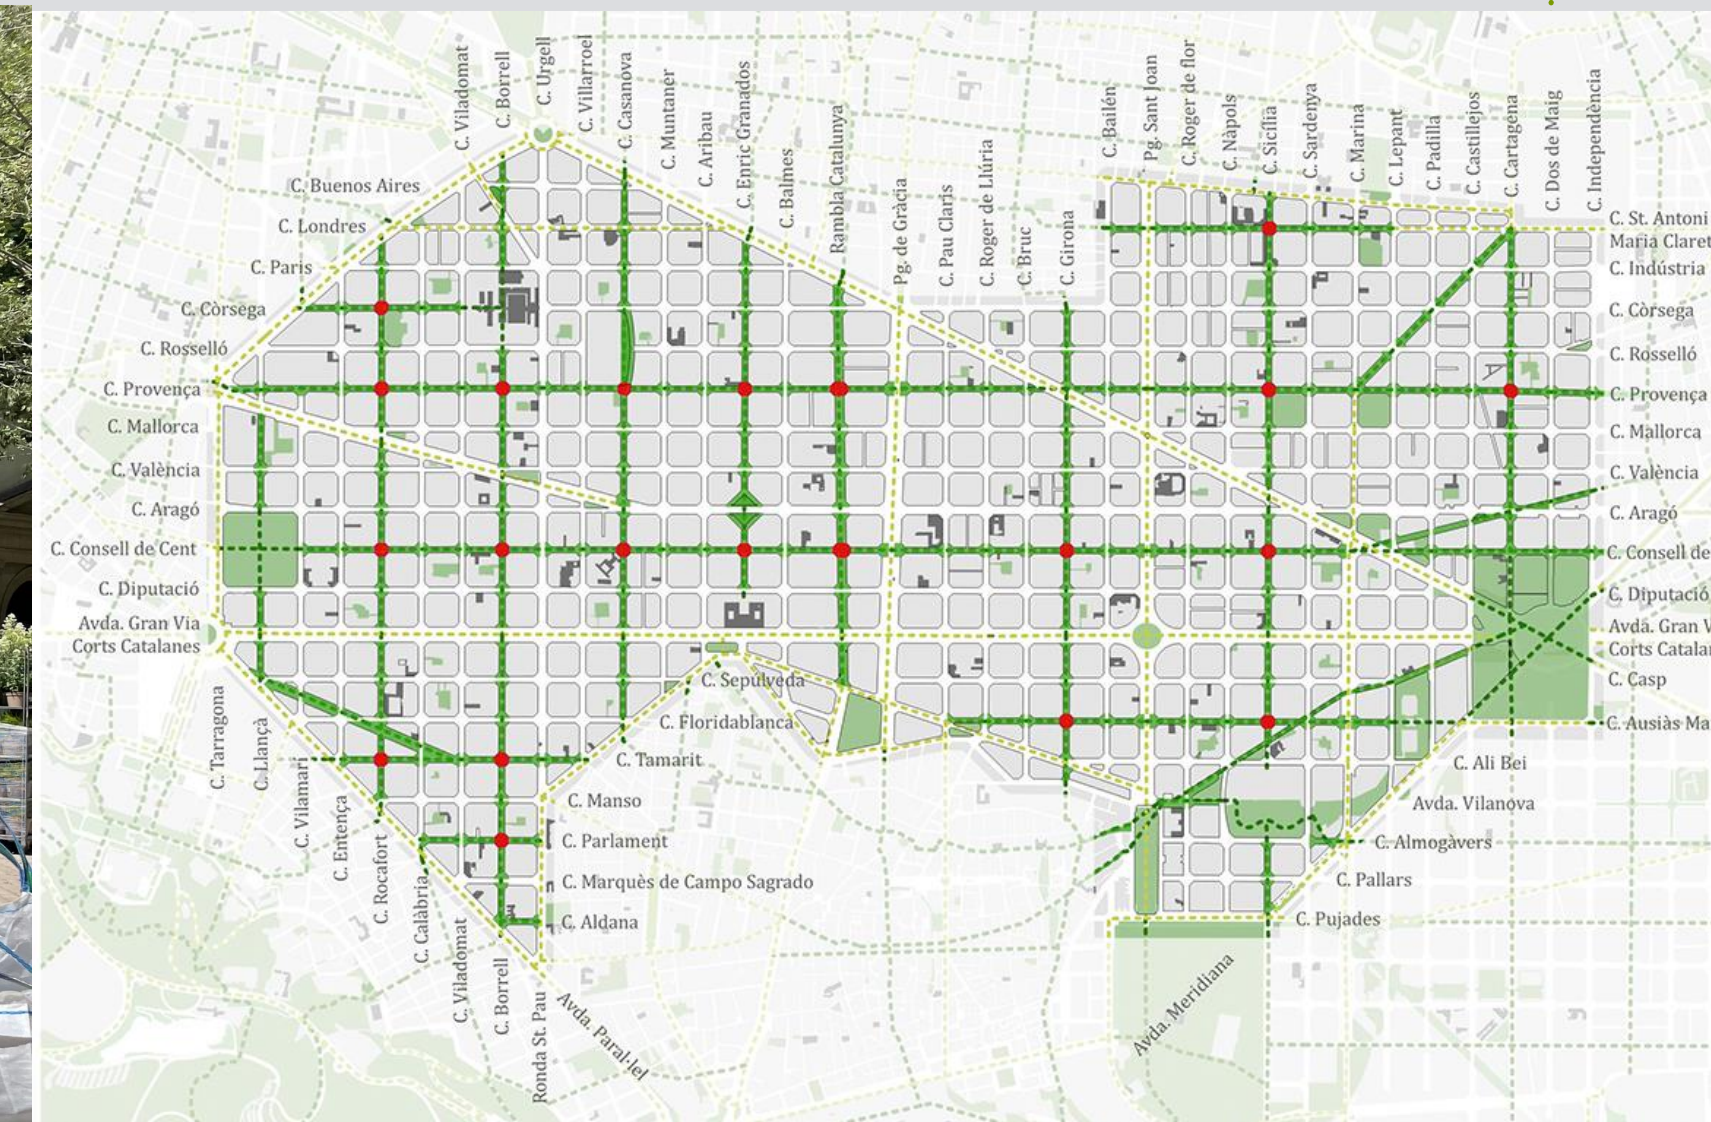 C. Viladomat
C. Borrell
C. Urgell
C. Villarroel
C. Casanova
C. Muntaner
C. Aribau
C. Enric Granados
C. Balmes
Rambla Catalunya
Pg. de Gràcia
C. Pau Claris
C. Roger de Llúria
C. Bruc
C. Girona
C. Bailén
Pg. Sant Joan
C. Roger de flor
C. Nàpols
C. Sicília
C. Sardenya
C. Marina
C. Lepant
C. Padilla
C. Castillejos
C. Cartagena
C. Dos de Maig
C. Independència
C. Buenos Aires
C. Londres
C. Paris
C. Còrsega
C. Rosselló
C. Provença
C. Mallorca
C. València
C. Aragó
C. Consell de Cent
C. Diputació
Avda. Gran Via
Corts Catalanes
C. St. Antoni
Maria Claret
C. Indústria
C. Còrsega
C. Rosselló
C. Provença
C. Mallorca
C. València
C. Aragó
C. Consell de
C. Diputació
Avda. Gran V
Corts Catalan
C. Casp
C. Ausiàs Ma
C. Sepúlveda
C. Floridablanca
C. Tamarit
C. Manso
C. Parlament
C. Marquès de Campo Sagrado
C. Aldana
C. Ali Bei
Avda. Vilanova
C. Almogàvers
C. Pallars
C. Pujades
C. Tarragona
C. Llançà
C. Vilamari
C. Entença
C. Rocafort
C. Calàbria
C. Viladomat
C. Borrell
Ronda St. Pau
Avda. Paral·lel
Avda. Meridiana